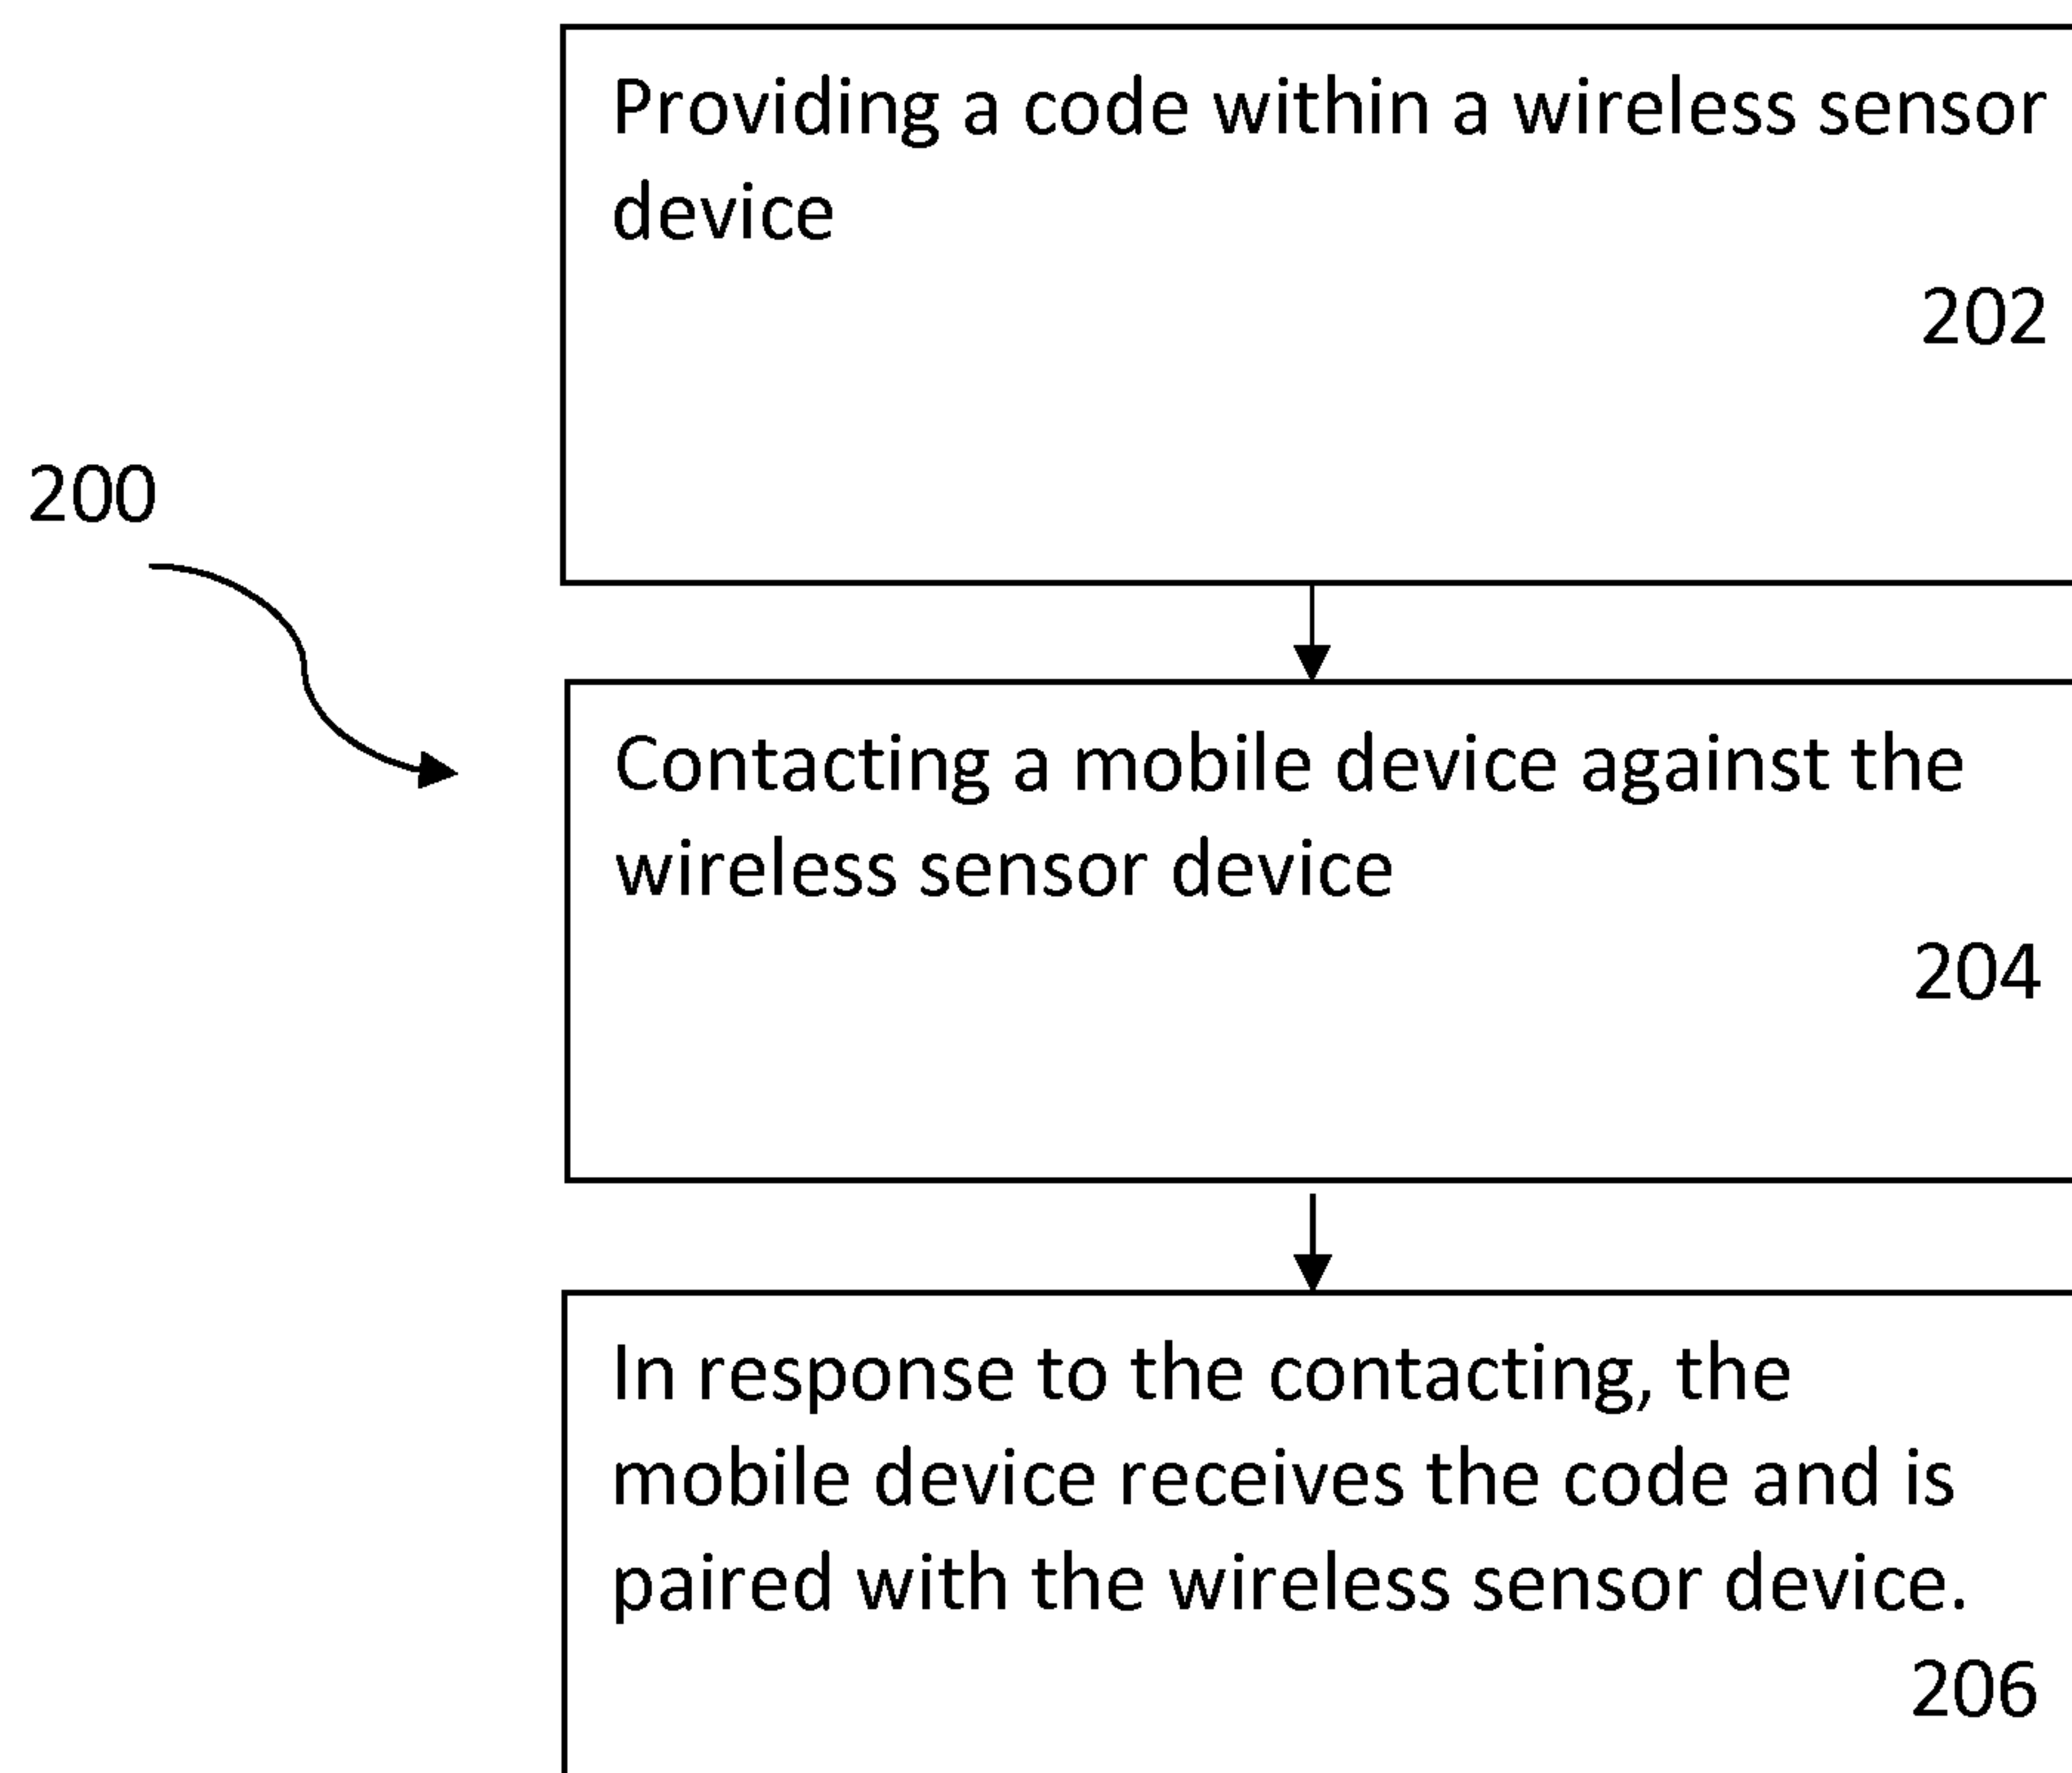 Providing a code within a wireless sensor
device
202
200
Contacting a mobile device against the
wireless sensor device
204
In response to the contacting, the
mobile device receives the code and is
paired with the wireless sensor device.
206